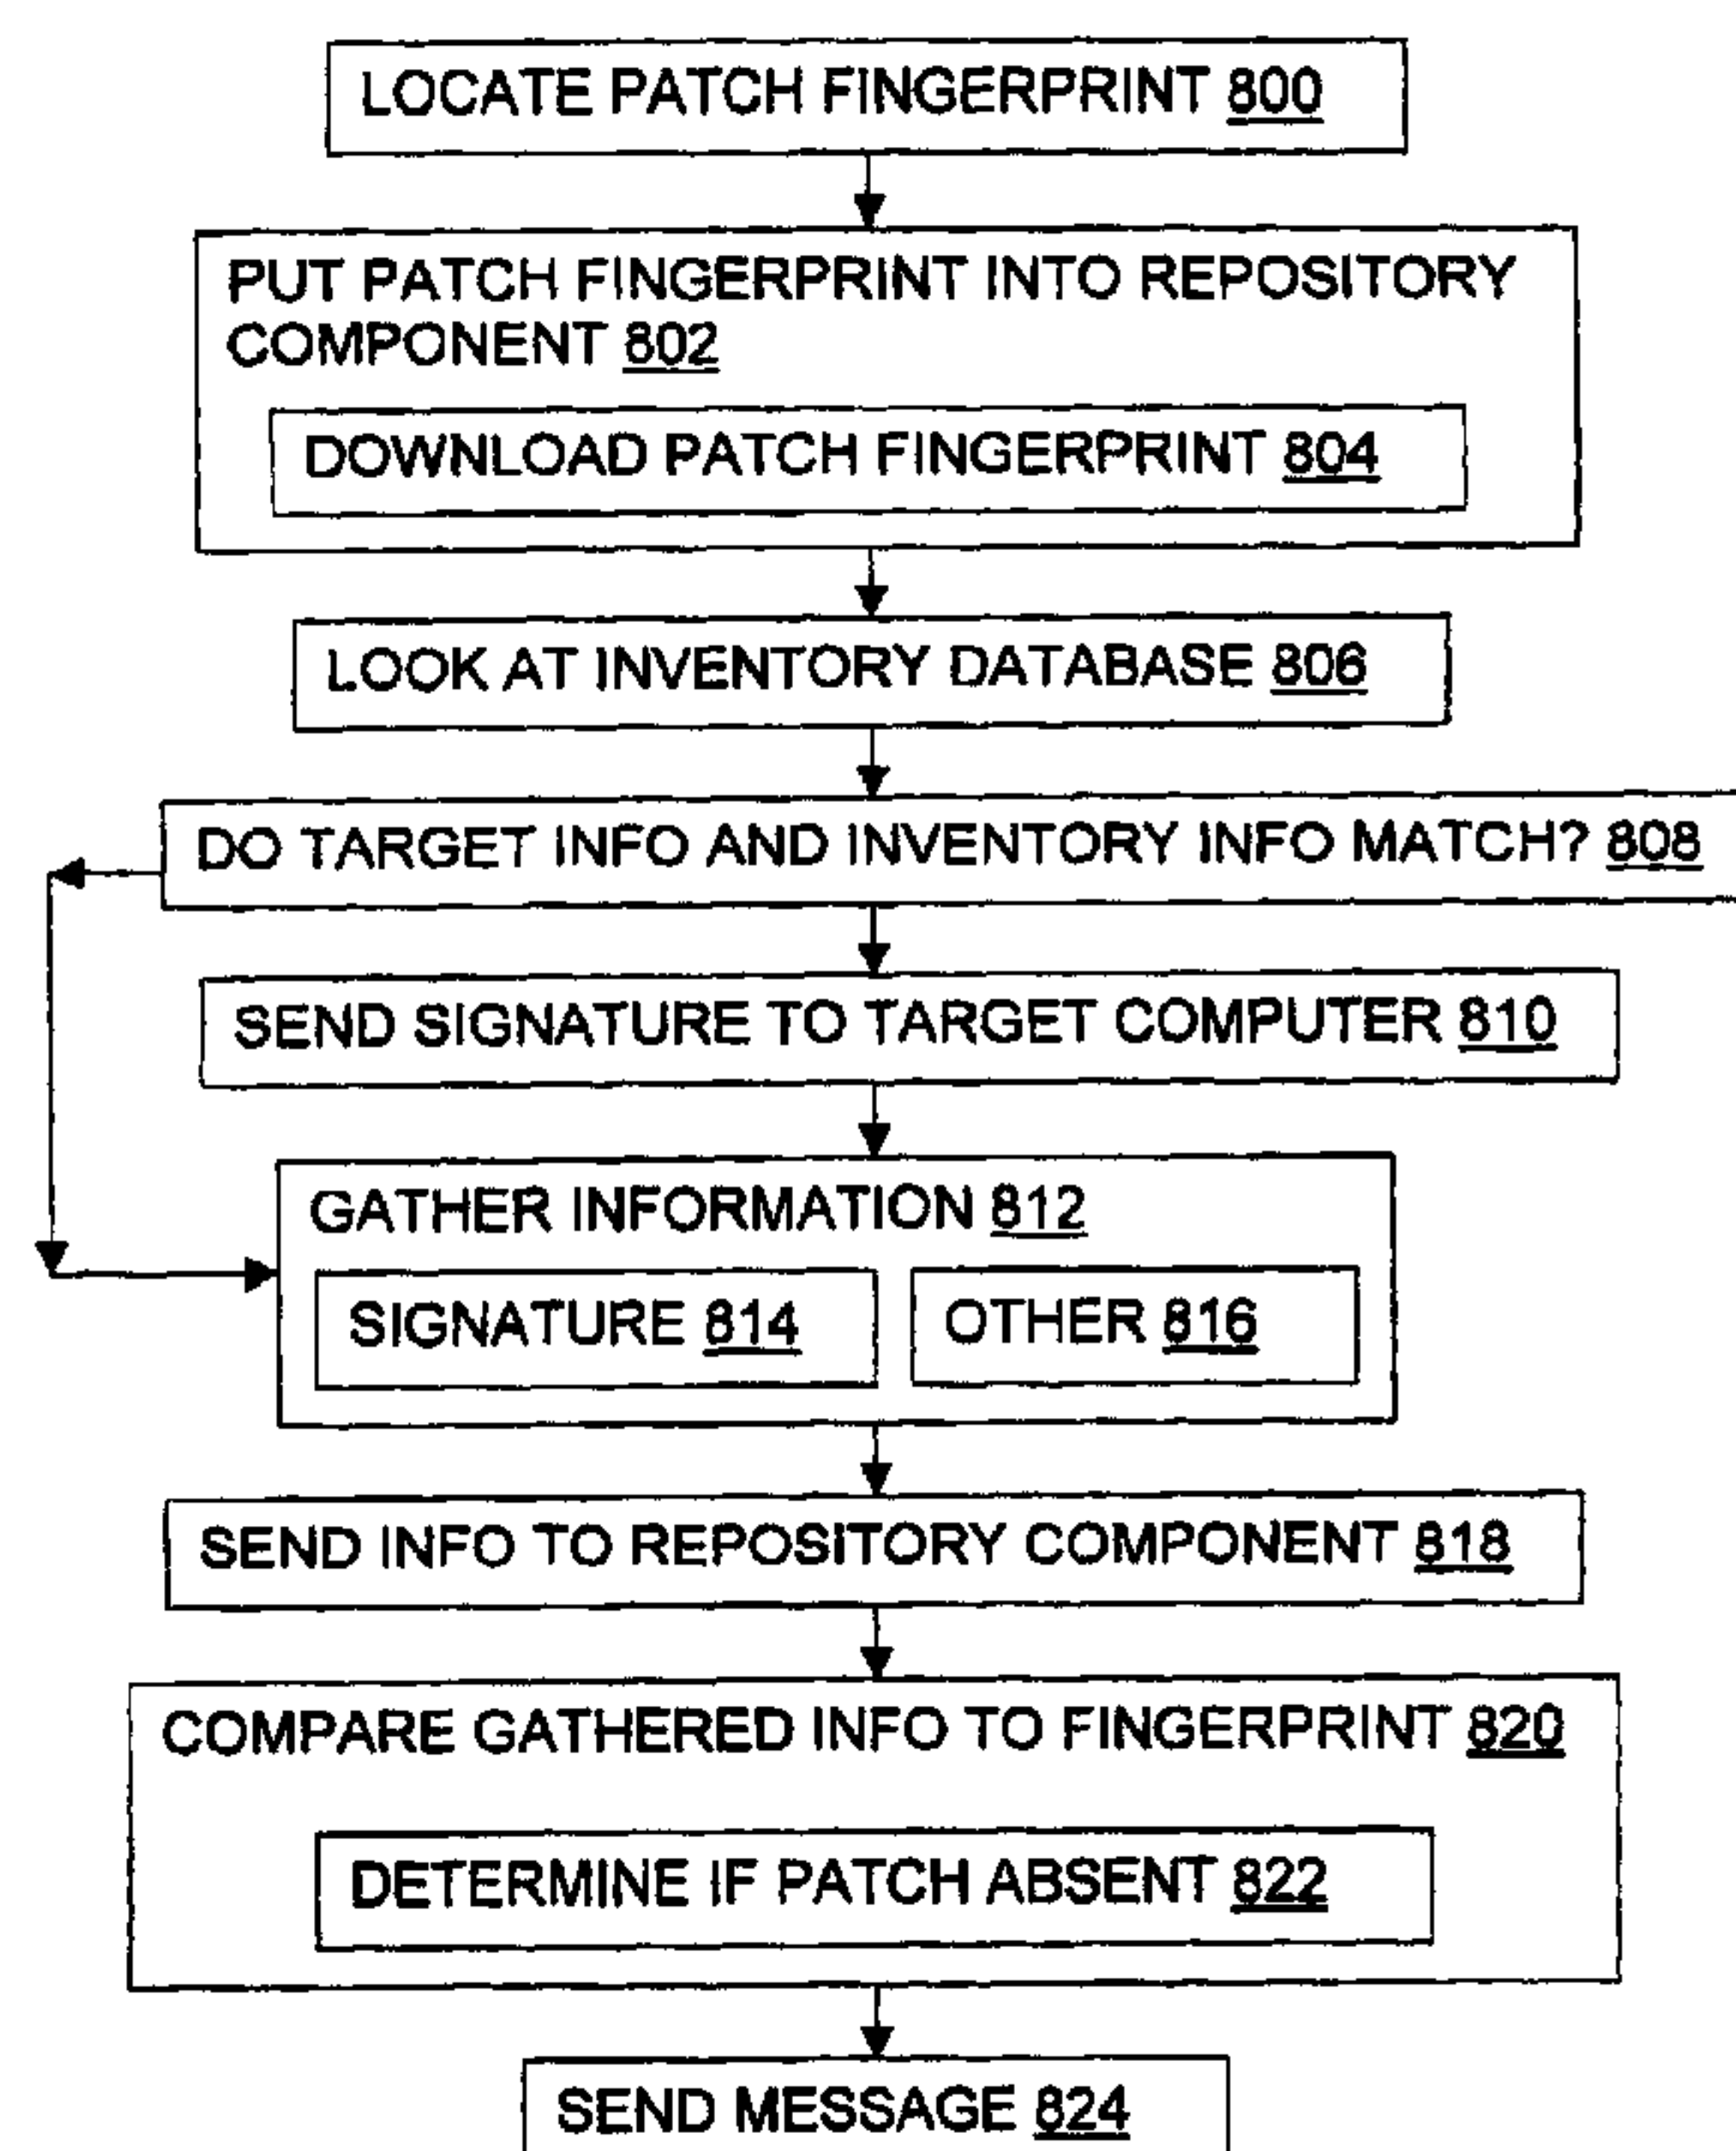 LOCATE PATCH FINGERPRINT 800
PUT PATCH FINGERPRINT INTO REPOSITORY
COMPONENT 802
DOWNLOAD PATCH FINGERPRINT 804
LOOK AT INVENTORY DATABASE 806
DO TARGET INFO AND INVENTORY INFO MATCH? 808
SEND SIGNATURE TO TARGET COMPUTER 810
GATHER INFORMATION 812
SIGNATURE 814
OTHER 816
SEND INFO TO REPOSITORY COMPONENT 818
COMPARE GATHERED INFO TO FINGERPRINT 820
DETERMINE IF PATCH ABSENT 822
SEND MESSAGE 824